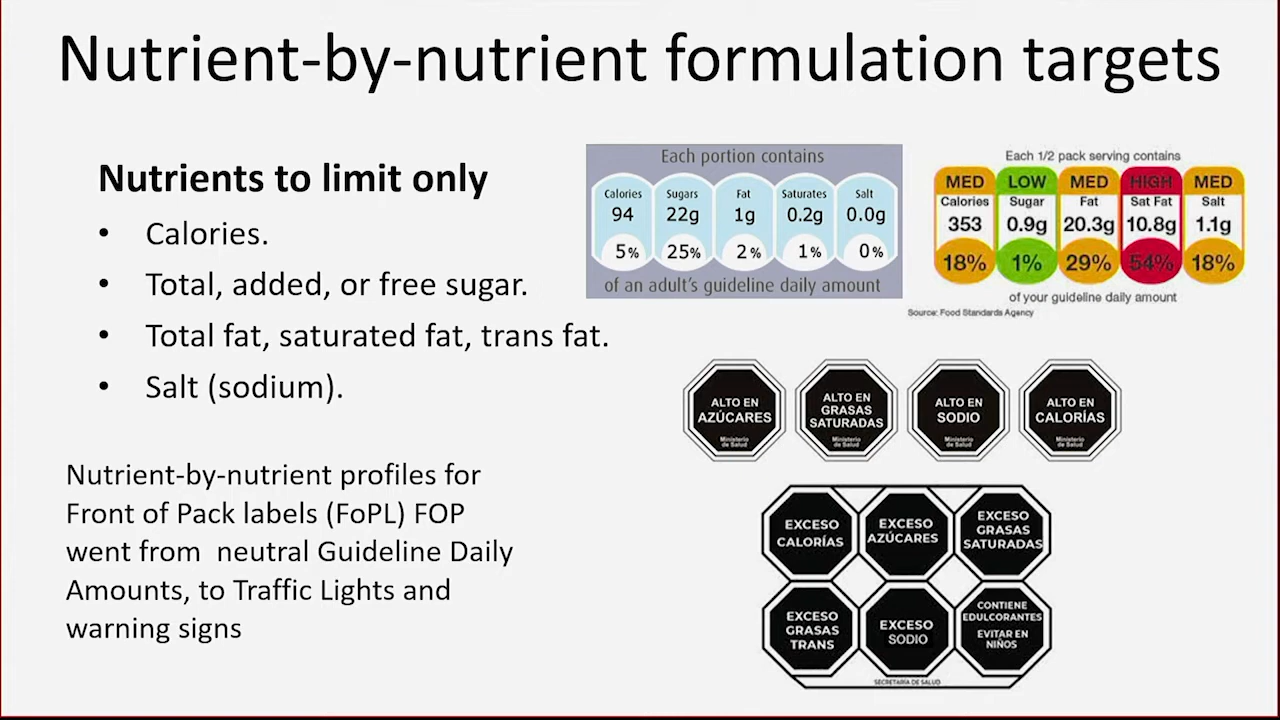 Nutrient-by-nutrient formulation targets
Nutrients to limit only
• Calories.
• Total, added, or free sugar.
• Total fat, saturated fat, trans fat.
• Salt (sodium).
Nutrient-by-nutrient profiles for
Front of Pack labels (FoPL) FOP
went from neutral Guideline Daily
Amounts, to Traffic Lights and
warning signs
Each portion contains
Calories Sugars Fat Saturates Salt
94 22g 1g 0.2g 0.0g
5% 25% 2% 1% 0%
of an adult's guideline daily amount
Each 1/2 pack serving contains
MED LOW MED HIGH MED
Calories Sugar Fat Sat Fat Salt
353 0.9g 20.3g 10.8g 1.1g
18% 1% 29% 54% 18%
of your guideline daily amount
Source: Food Standards Agency
ALTO EN
AZÚCARES
Ministerio
de Salud
ALTO EN
GRASAS
SATURADAS
Ministerio
de Salud
ALTO EN
SODIO
Ministerio
de Salud
ALTO EN
CALORÍAS
Ministerio
de Salud
EXCESO
CALORÍAS
EXCESO
AZÚCARES
EXCESO
GRASAS
SATURADAS
EXCESO
GRASAS
TRANS
EXCESO
SODIO
CONTIENE
EDULCORANTES
EVITAR EN
NIÑOS
SECRETARÍA DE SALUD